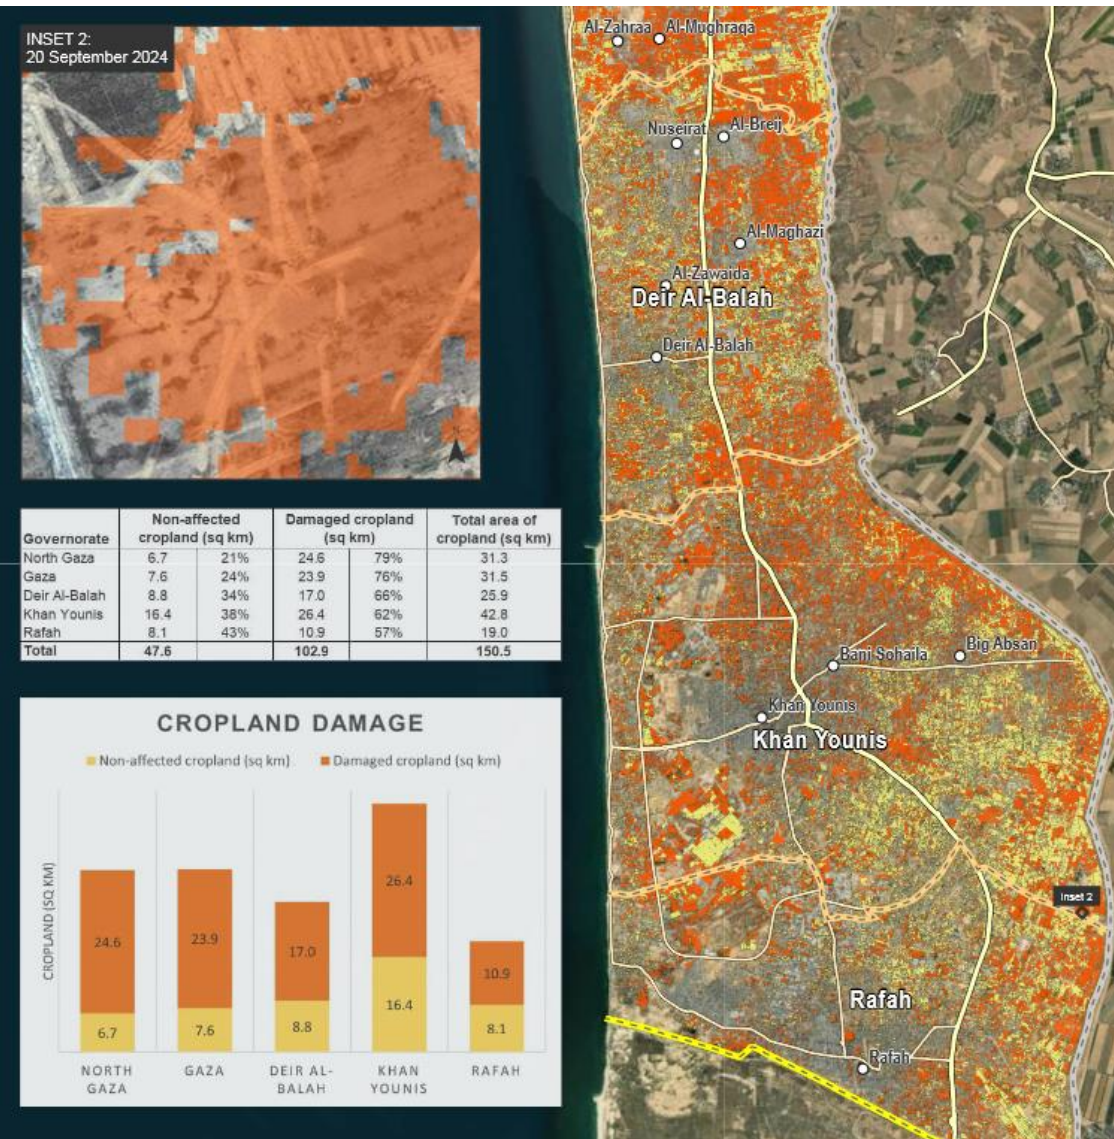 INSET 2:
20 September 2024
Governorate | Non-affected cropland (sq km) | Damaged cropland (sq km) | Total area of cropland (sq km)
North Gaza 6.7 21% 24.6 79% 31.3
Gaza 7.6 24% 23.9 76% 31.5
Deir Al-Balah 8.8 34% 17.0 66% 25.9
Khan Younis 16.4 38% 26.4 62% 42.8
Rafah 8.1 43% 10.9 57% 19.0
Total 47.6 102.9 150.5
CROPLAND DAMAGE
Non-affected cropland (sq km) Damaged cropland (sq km)
CROPLAND (SQ KM)
24.6 23.9 17.0 26.4 10.9
6.7 7.6 8.8 16.4 8.1
NORTH GAZA
GAZA
DEIR AL-BALAH
KHAN YOUNIS
RAFAH
Al-Zahraa Al-Mughraqa
Nuseirat Al-Breij
Al-Maghazi
Al-Zawaida
Deir Al-Balah
Deir Al-Balah
Bani Sohaila Big Absan
Khan Younis
Khan Younis
Inset 2
Rafah
Rafah